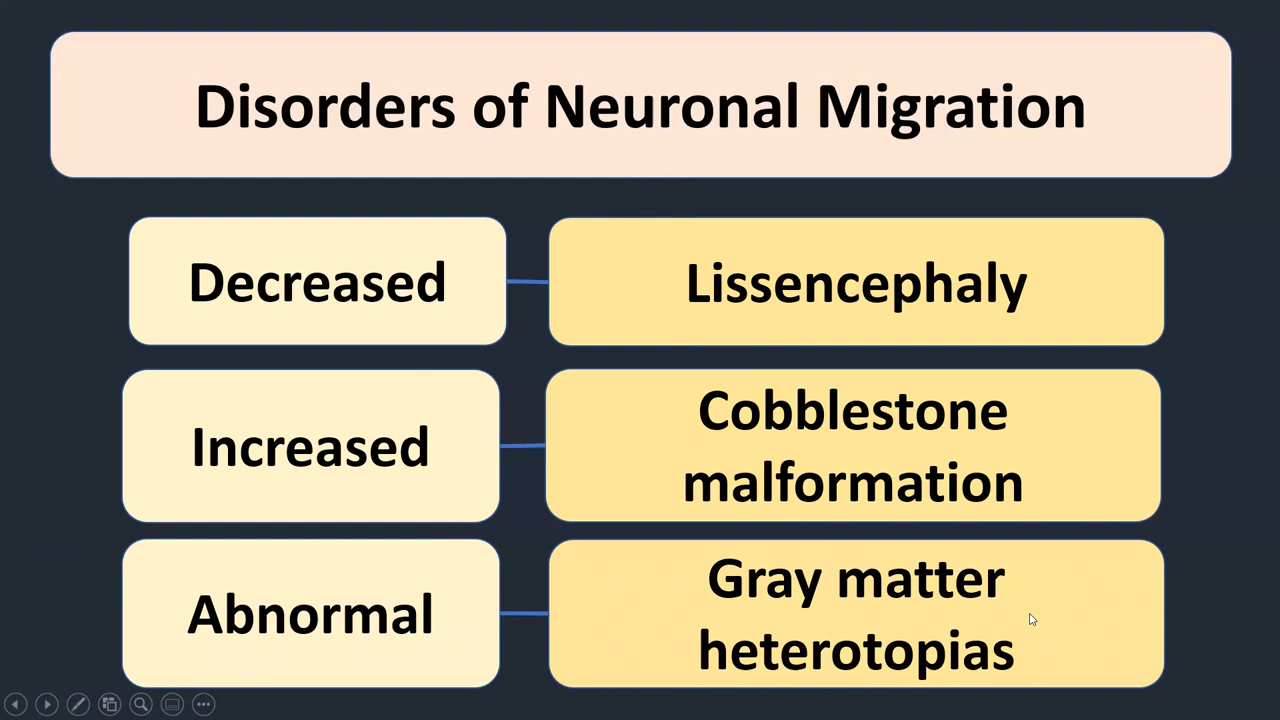 Disorders of Neuronal Migration
Decreased
Lissencephaly
Increased
Cobblestone
malformation
Abnormal
Gray matter
heterotopias